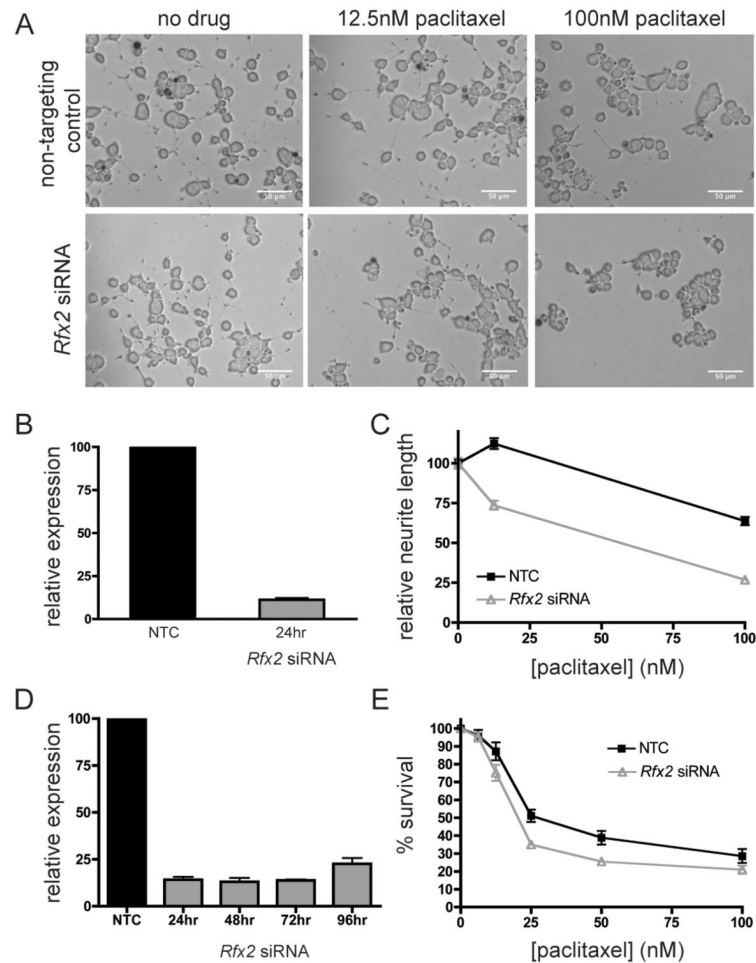 A
no drug
12.5nM paclitaxel
100nM paclitaxel
non-targeting
control
50 µm
50 µm
50 µm
Rfx2 siRNA
50 µm
50 µm
50 µm
B
relative expression
100
75
50
25
0
NTC
24hr
Rfx2 siRNA
C
relative neurite length
100
75
50
25
NTC
Rfx2 siRNA
0
25
50
75
100
[paclitaxel] (nM)
D
relative expression
100
75
50
25
0
NTC
24hr
48hr
72hr
96hr
Rfx2 siRNA
E
% survival
100
90
80
70
60
50
40
30
20
10
0
NTC
Rfx2 siRNA
0
25
50
75
100
[paclitaxel] (nM)